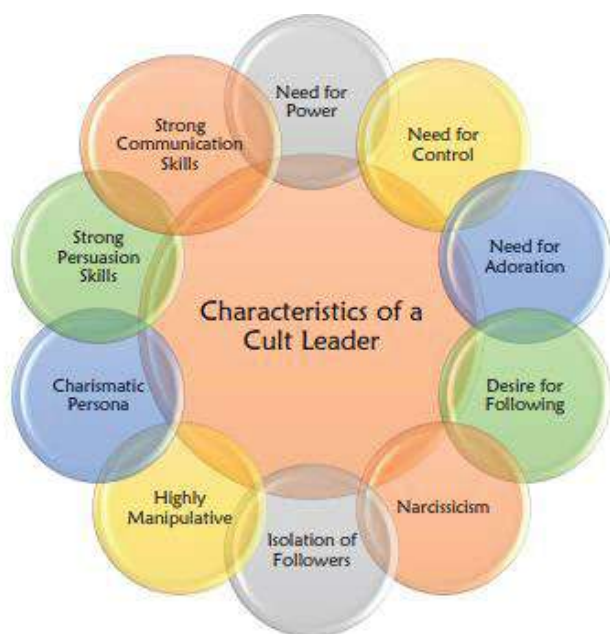 Characteristics of a
Cult Leader
Need for
Power
Need for
Control
Need for
Adoration
Desire for
Following
Narcissicism
Isolation of
Followers
Highly
Manipulative
Charismatic
Persona
Strong
Persuasion
Skills
Strong
Communication
Skills